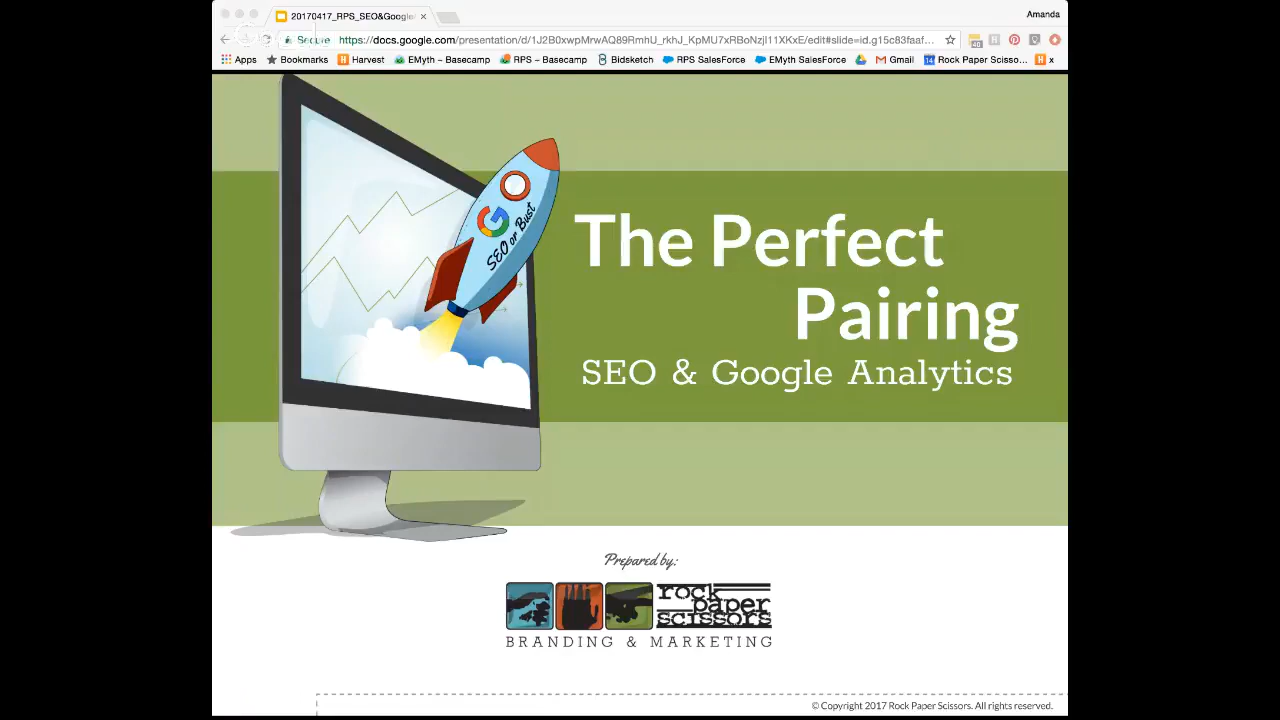 20170417_RPS_SEO&Google
Amanda
Secure https://docs.google.com/presentation/d/1J2B0xwpMrwAQ89RmhU_rkhJ_KpMU7xRBoNzjl11XKxE/edit#slide=id.g15c83faaf...
Apps Bookmarks Harvest EMyth ~ Basecamp RPS ~ Basecamp Bidsketch RPS SalesForce EMyth SalesForce Gmail Rock Paper Scisso... x
G
SEO or Bust
The Perfect
Pairing
SEO & Google Analytics
Prepared by:
rock
paper
scissors
BRANDING & MARKETING
© Copyright 2017 Rock Paper Scissors. All rights reserved.